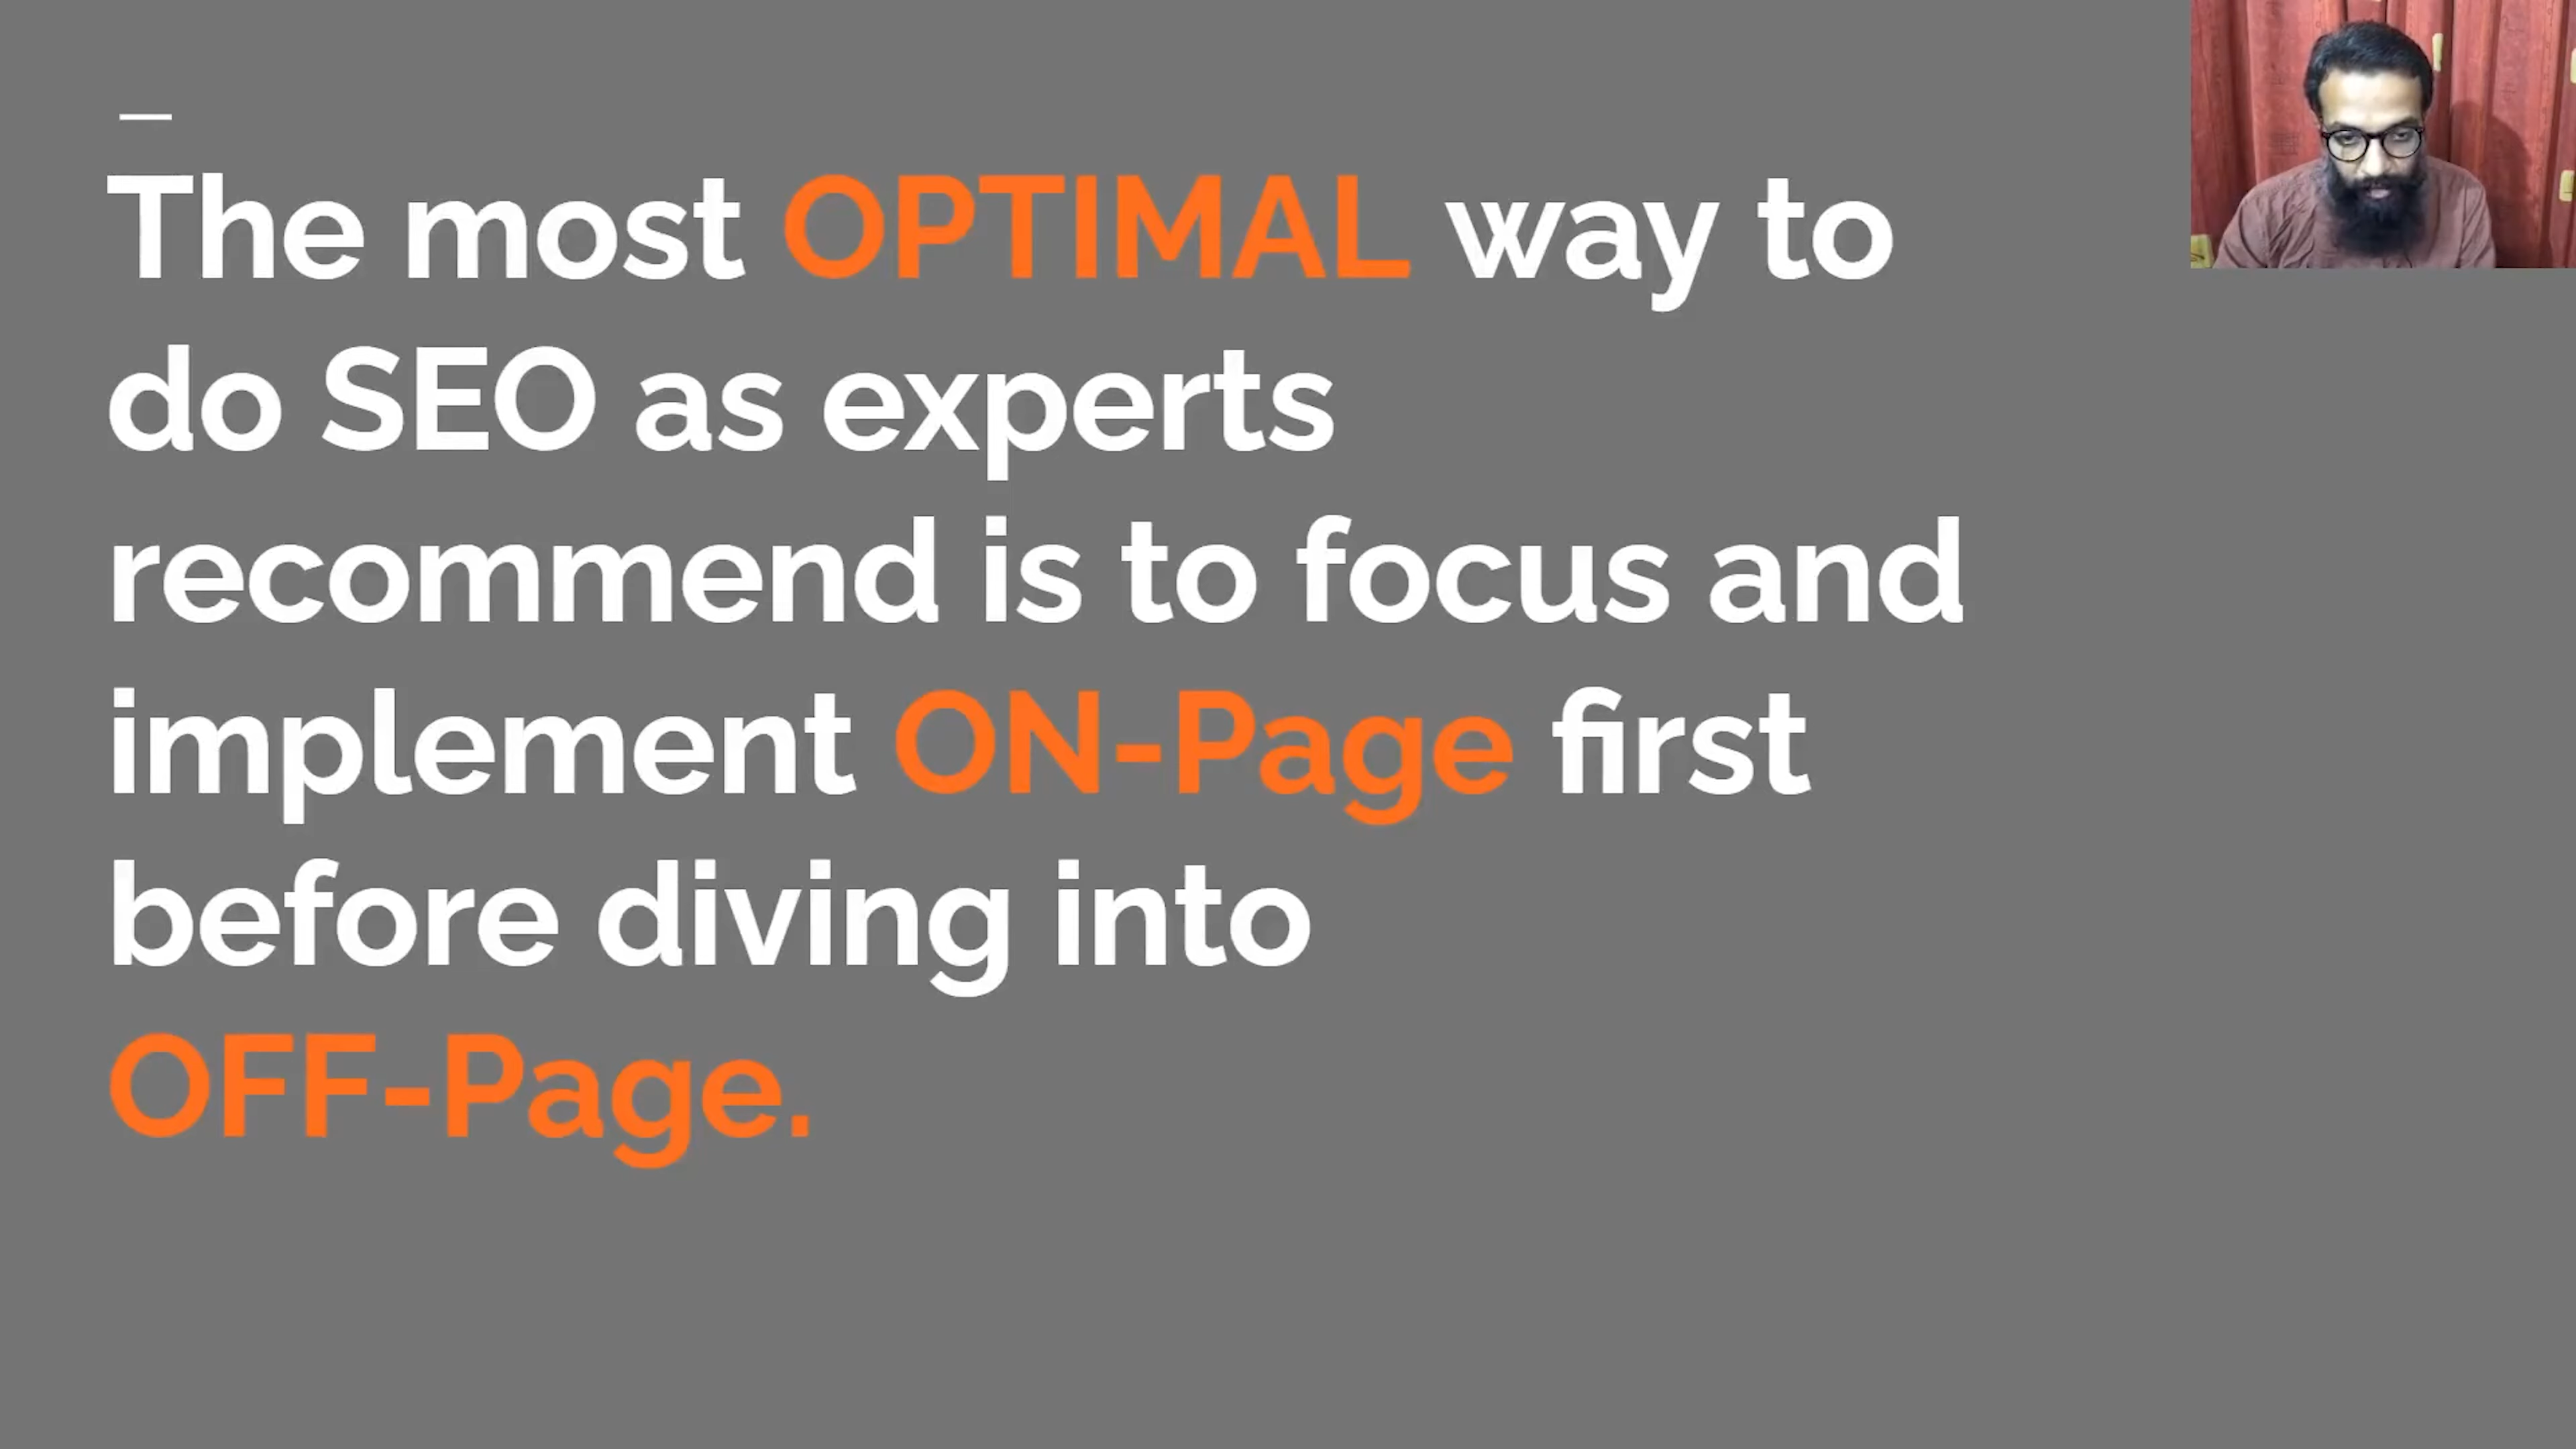 The most OPTIMAL way to
do SEO as experts
recommend is to focus and
implement ON-Page first
before diving into
OFF-Page.